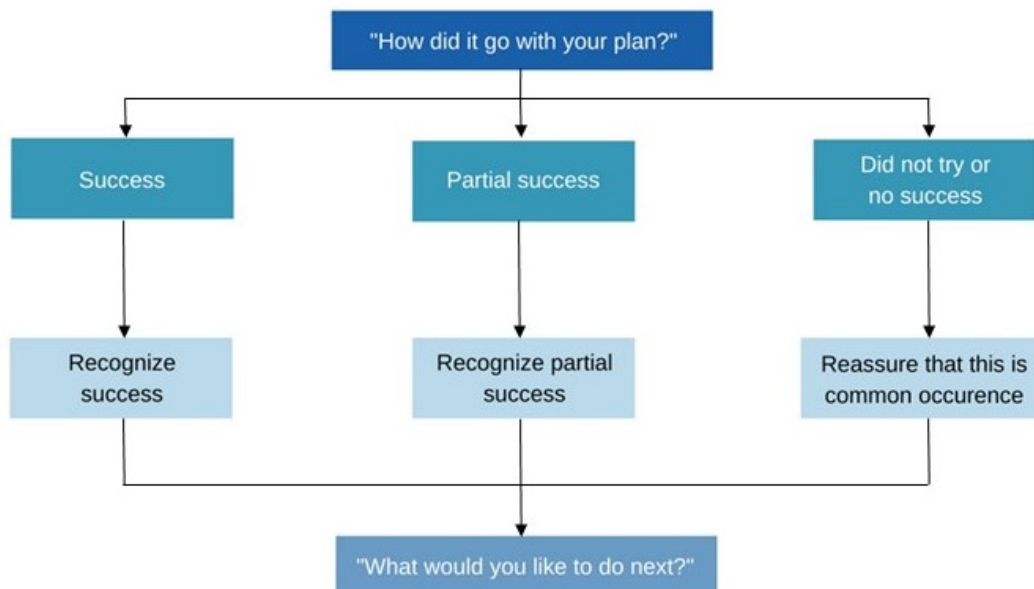 "How did it go with your plan?"
Success
Partial success
Did not try or
no success
Recognize
success
Recognize partial
success
Reassure that this is
common occurence
"What would you like to do next?"